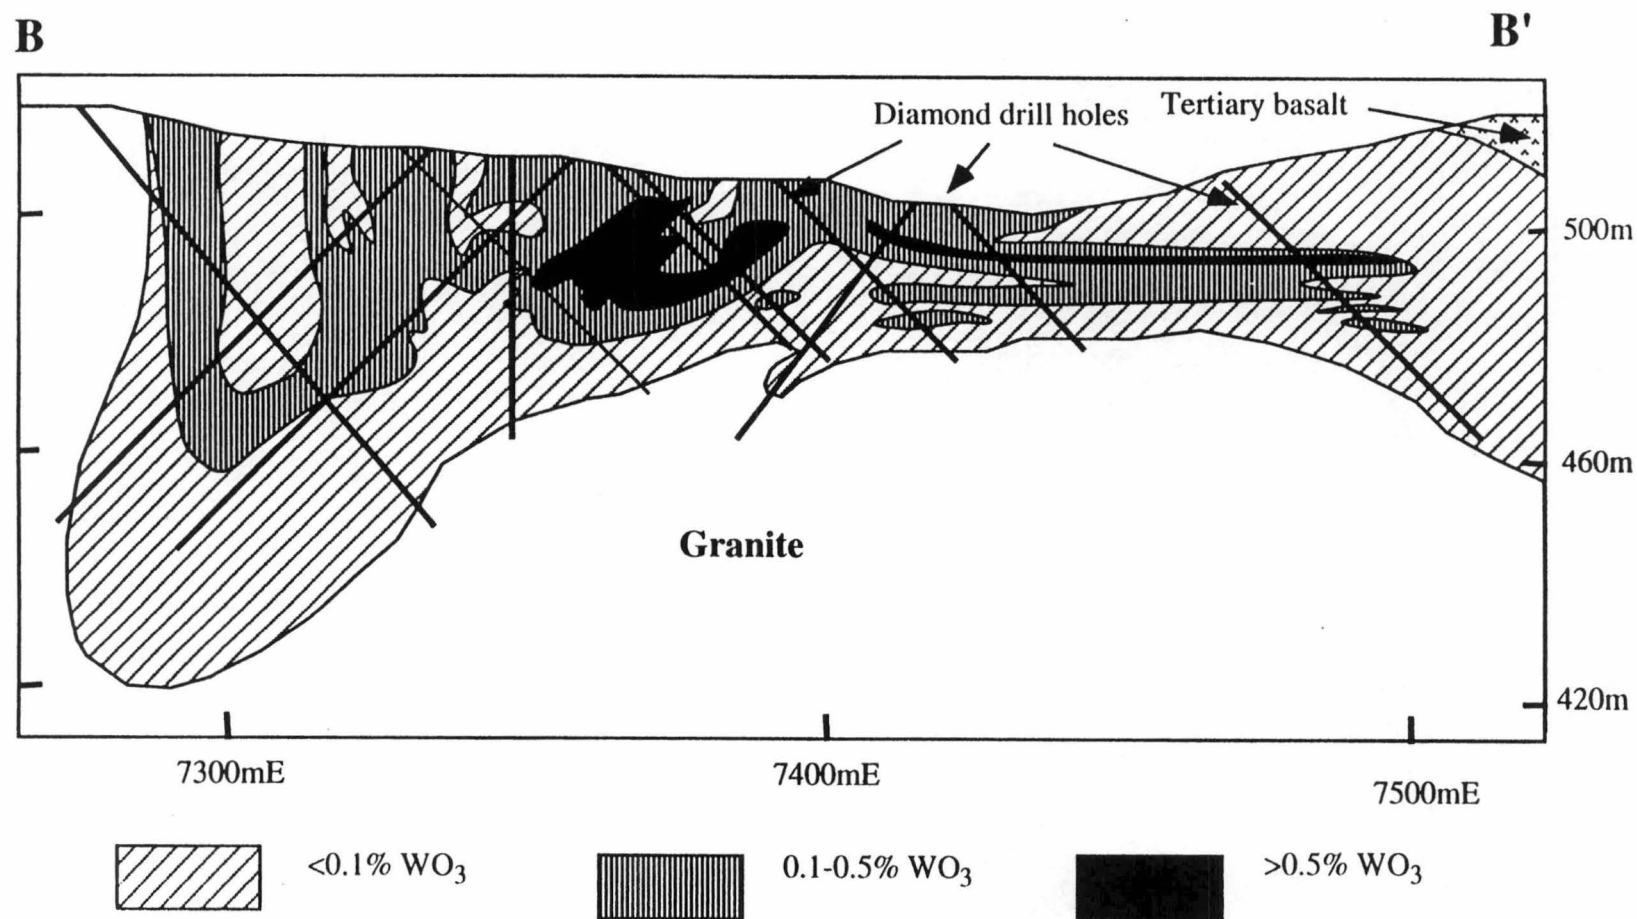 B
B'
Diamond drill holes
Tertiary basalt
500m
460m
Granite
420m
7300mE
7400mE
7500mE
<0.1% WO3
0.1-0.5% WO3
>0.5% WO3